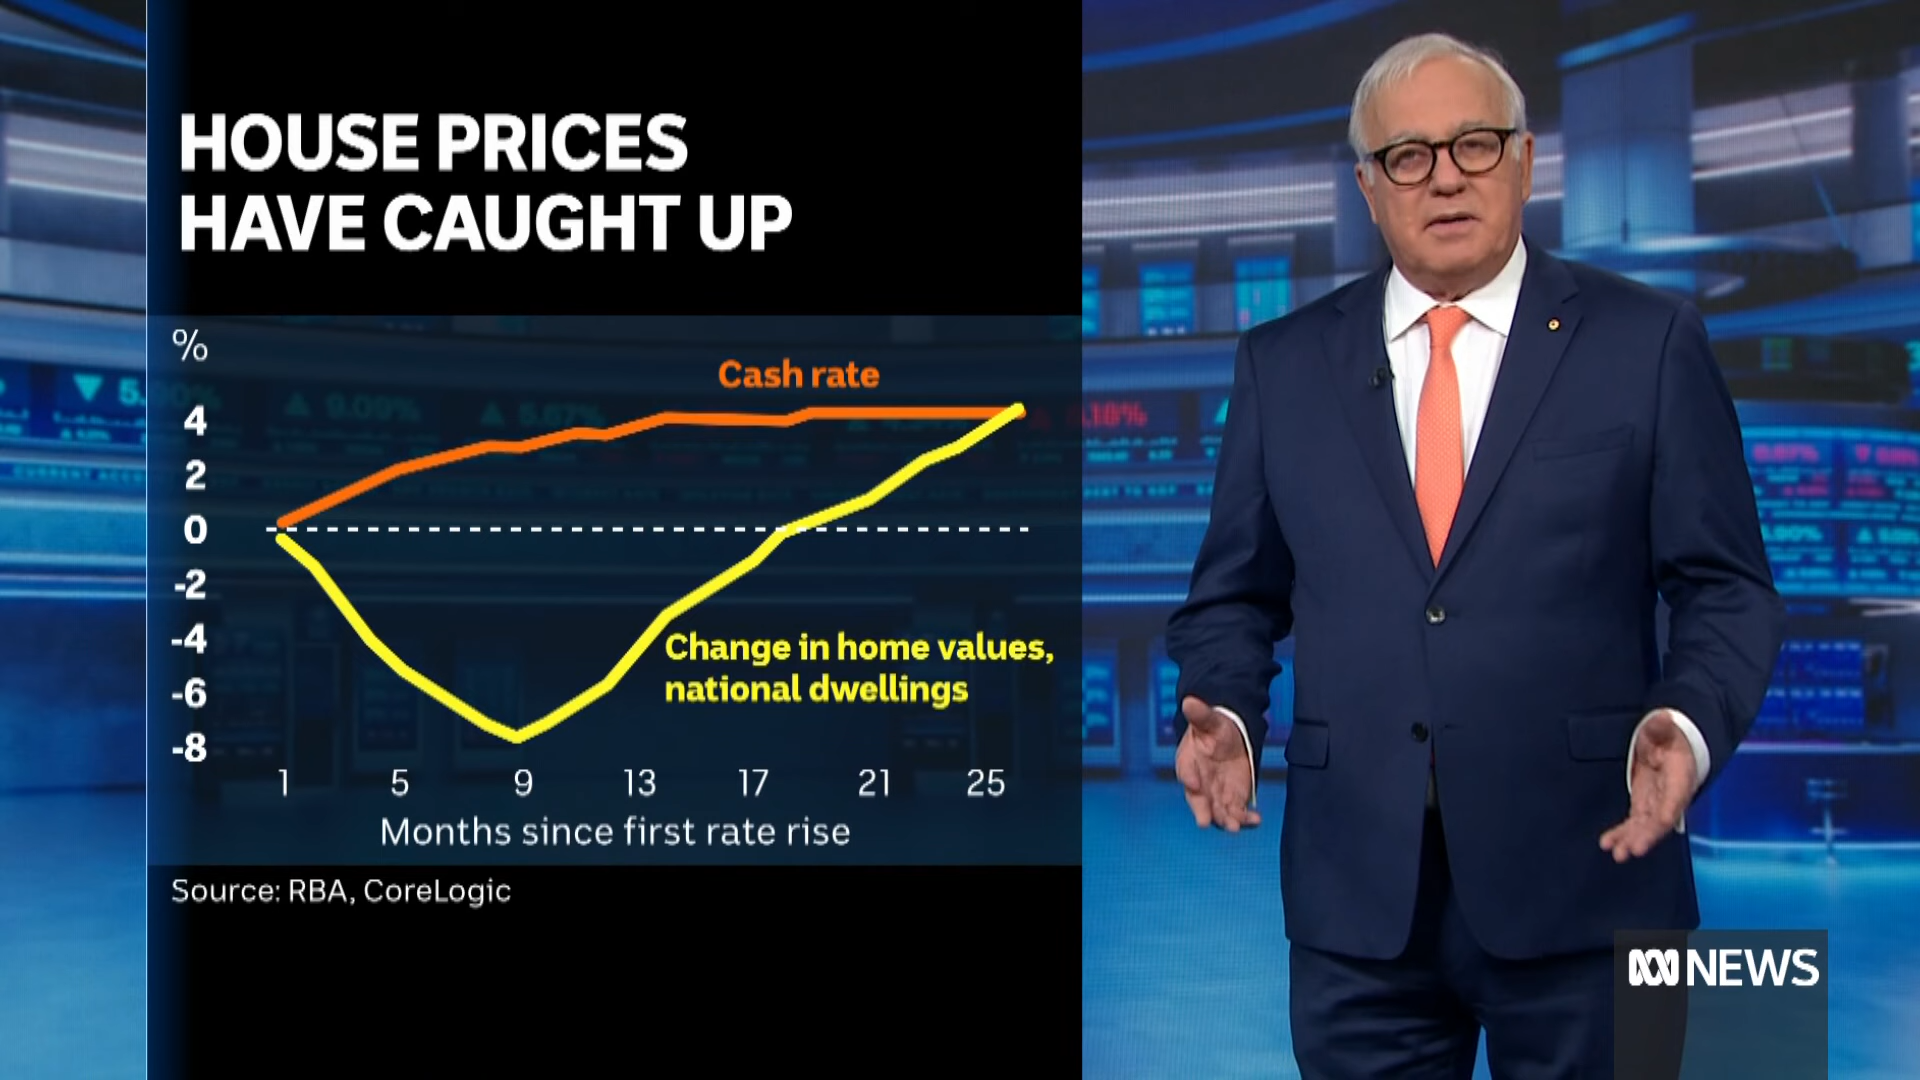 HOUSE PRICES
HAVE CAUGHT UP
%
Cash rate
4
2
0
-2
-4
-6
-8
Change in home values,
national dwellings
1 5 9 13 17 21 25
Months since first rate rise
Source: RBA, CoreLogic
NEWS